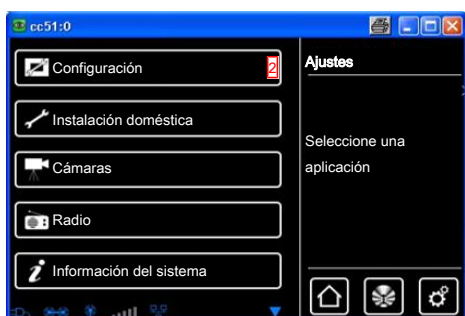 cc51:0
Configuración
2
Ajustes
Instalación doméstica
Seleccione una
aplicación
Cámaras
Radio
Información del sistema